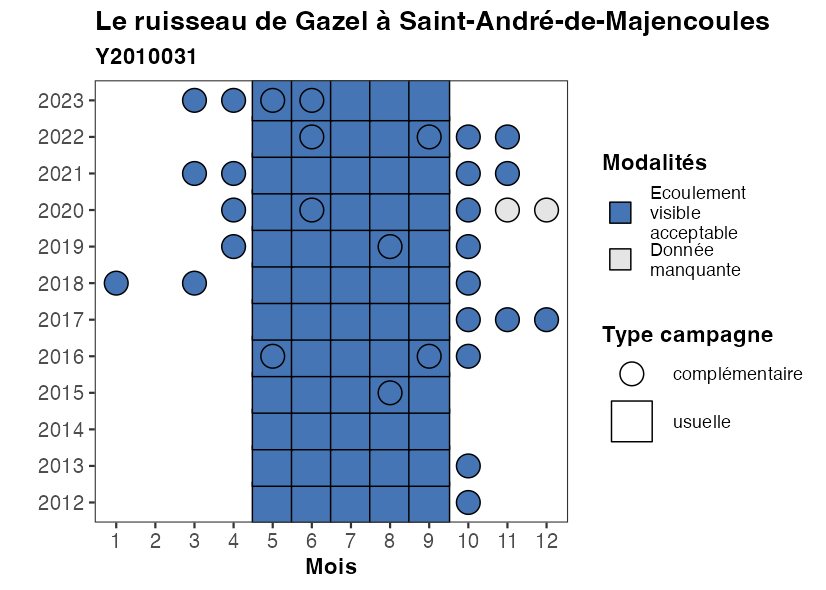 Le ruisseau de Gazel à Saint-André-de-Majencoules
Y2010031
2023
2022
2021
2020
2019
2018
2017
2016
2015
2014
2013
2012
1 2 3 4 5 6 7 8 9 10 11 12
Mois
Modalités
Ecoulement
visible
acceptable
Donnée
manquante
Type campagne
complémentaire
usuelle